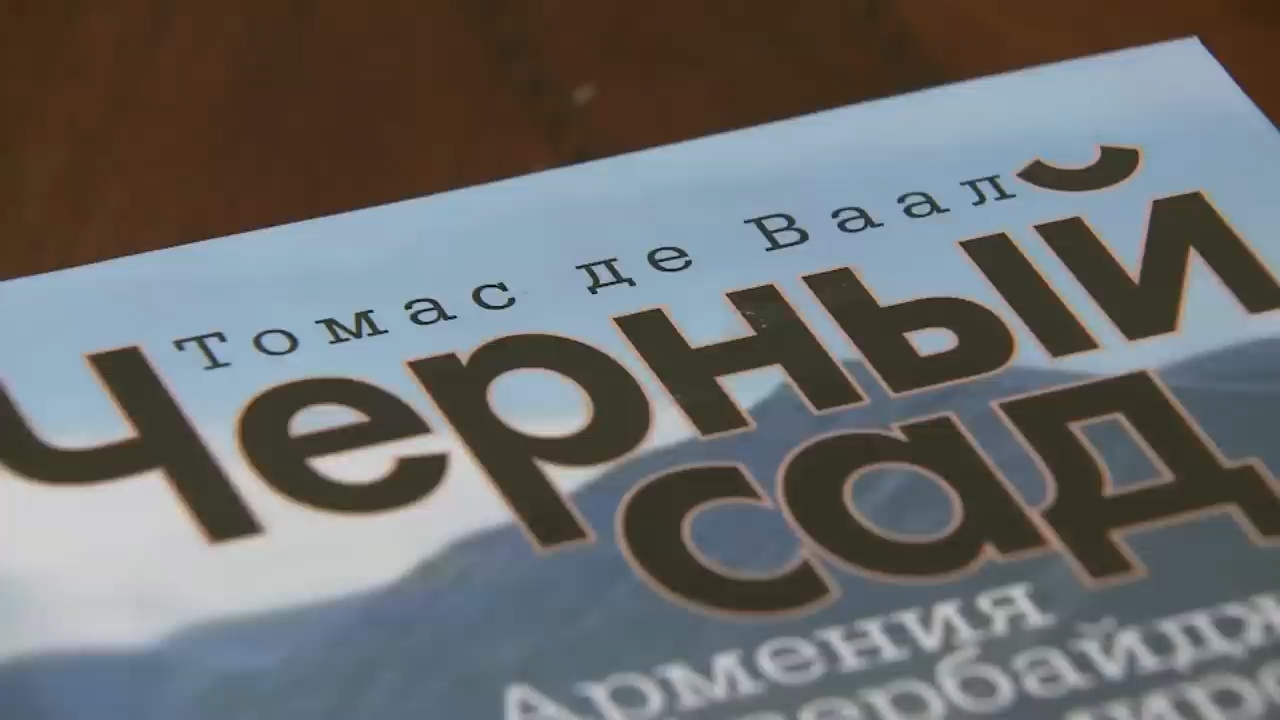 Томас де Ваал
Черный
сад
Армения